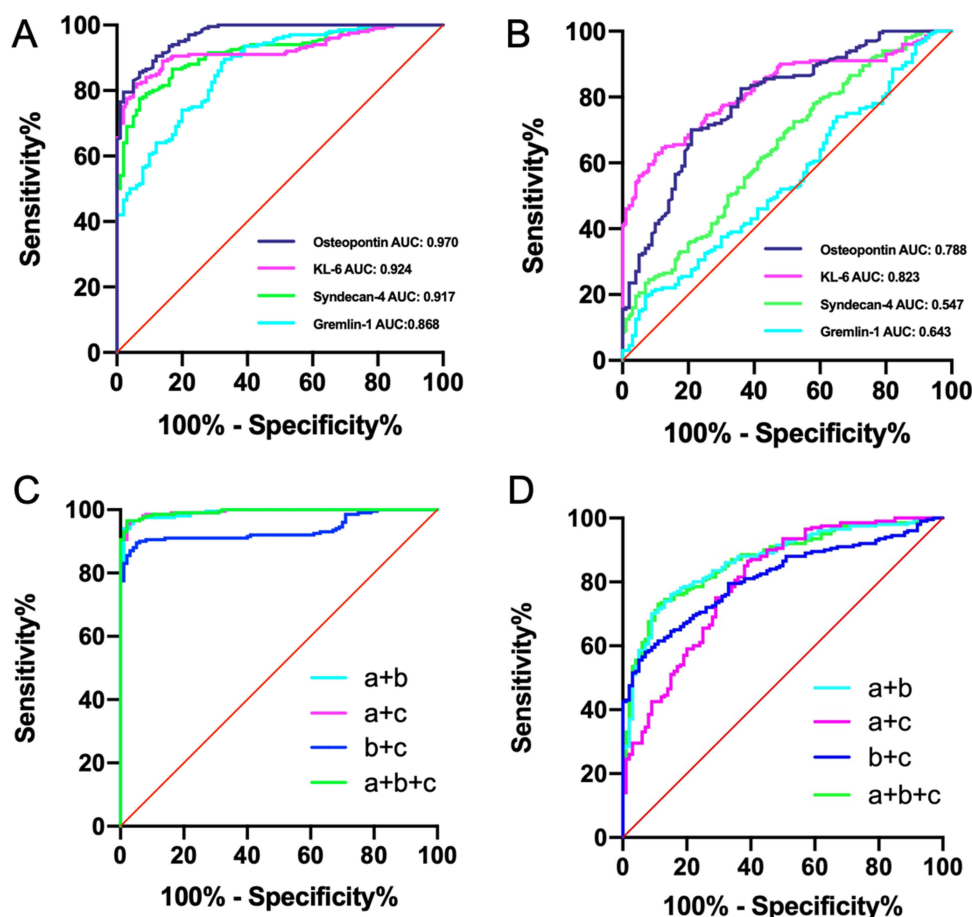 A
Sensitivity%
100
80
60
40
20
0
Osteopontin AUC: 0.970
KL-6 AUC: 0.924
Syndecan-4 AUC: 0.917
Gremlin-1 AUC:0.868
0 20 40 60 80 100
100% - Specificity%
B
Sensitivity%
100
80
60
40
20
0
Osteopontin AUC: 0.788
KL-6 AUC: 0.823
Syndecan-4 AUC: 0.547
Gremlin-1 AUC: 0.643
0 20 40 60 80 100
100% - Specificity%
C
Sensitivity%
100
80
60
40
20
0
a+b
a+c
b+c
a+b+c
0 20 40 60 80 100
100% - Specificity%
D
Sensitivity%
100
80
60
40
20
0
a+b
a+c
b+c
a+b+c
0 20 40 60 80 100
100% - Specificity%